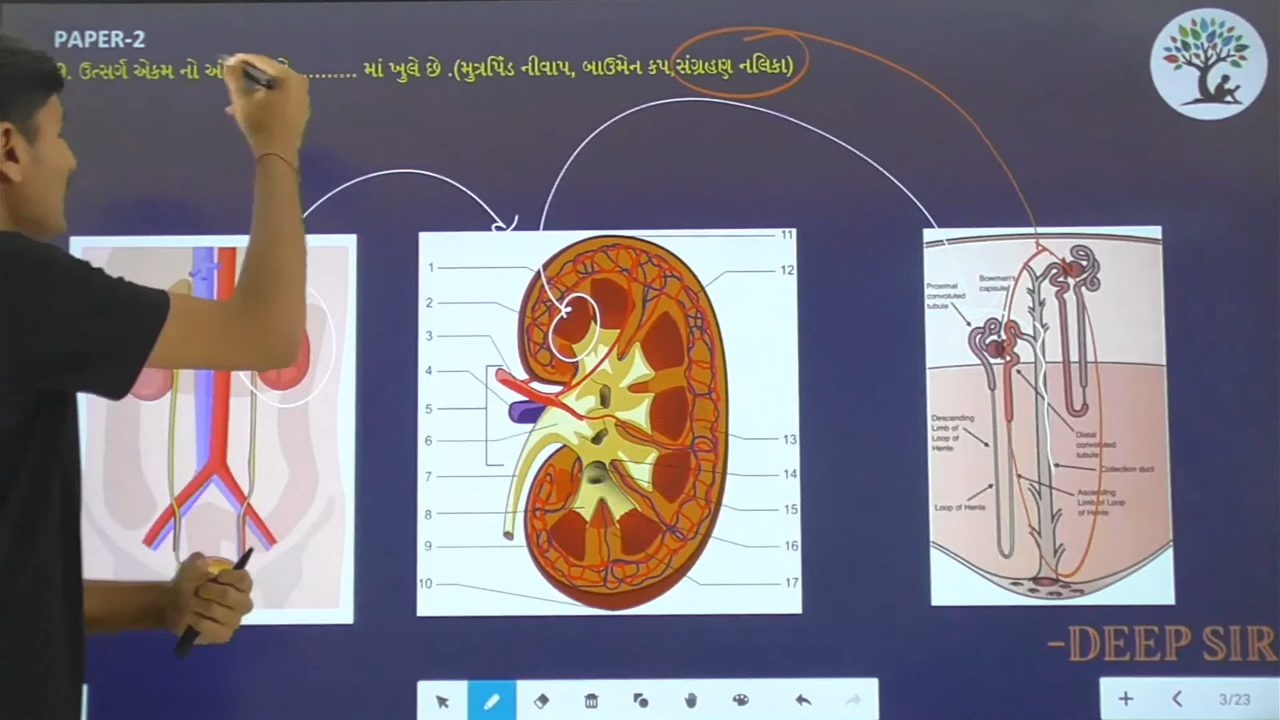 PAPER-2
ઉત્સર્ગ એકમ નો ......... માં ખુલે છે .(મુત્રપિંડ નીવાપ, બાઉમેન કપ,સંગ્રહણ નલિકા)
1
2
3
4
5
6
7
8
9
10
11
12
13
14
15
16
17
Proximal
convoluted
tubule
Bowman's
capsule
Descending
Limb of
Loop of
Henle
Loop of Henle
Distal
convoluted
tubule
Collection duct
Ascending
Limb of Loop
of Henle
-DEEP SIR
3/23